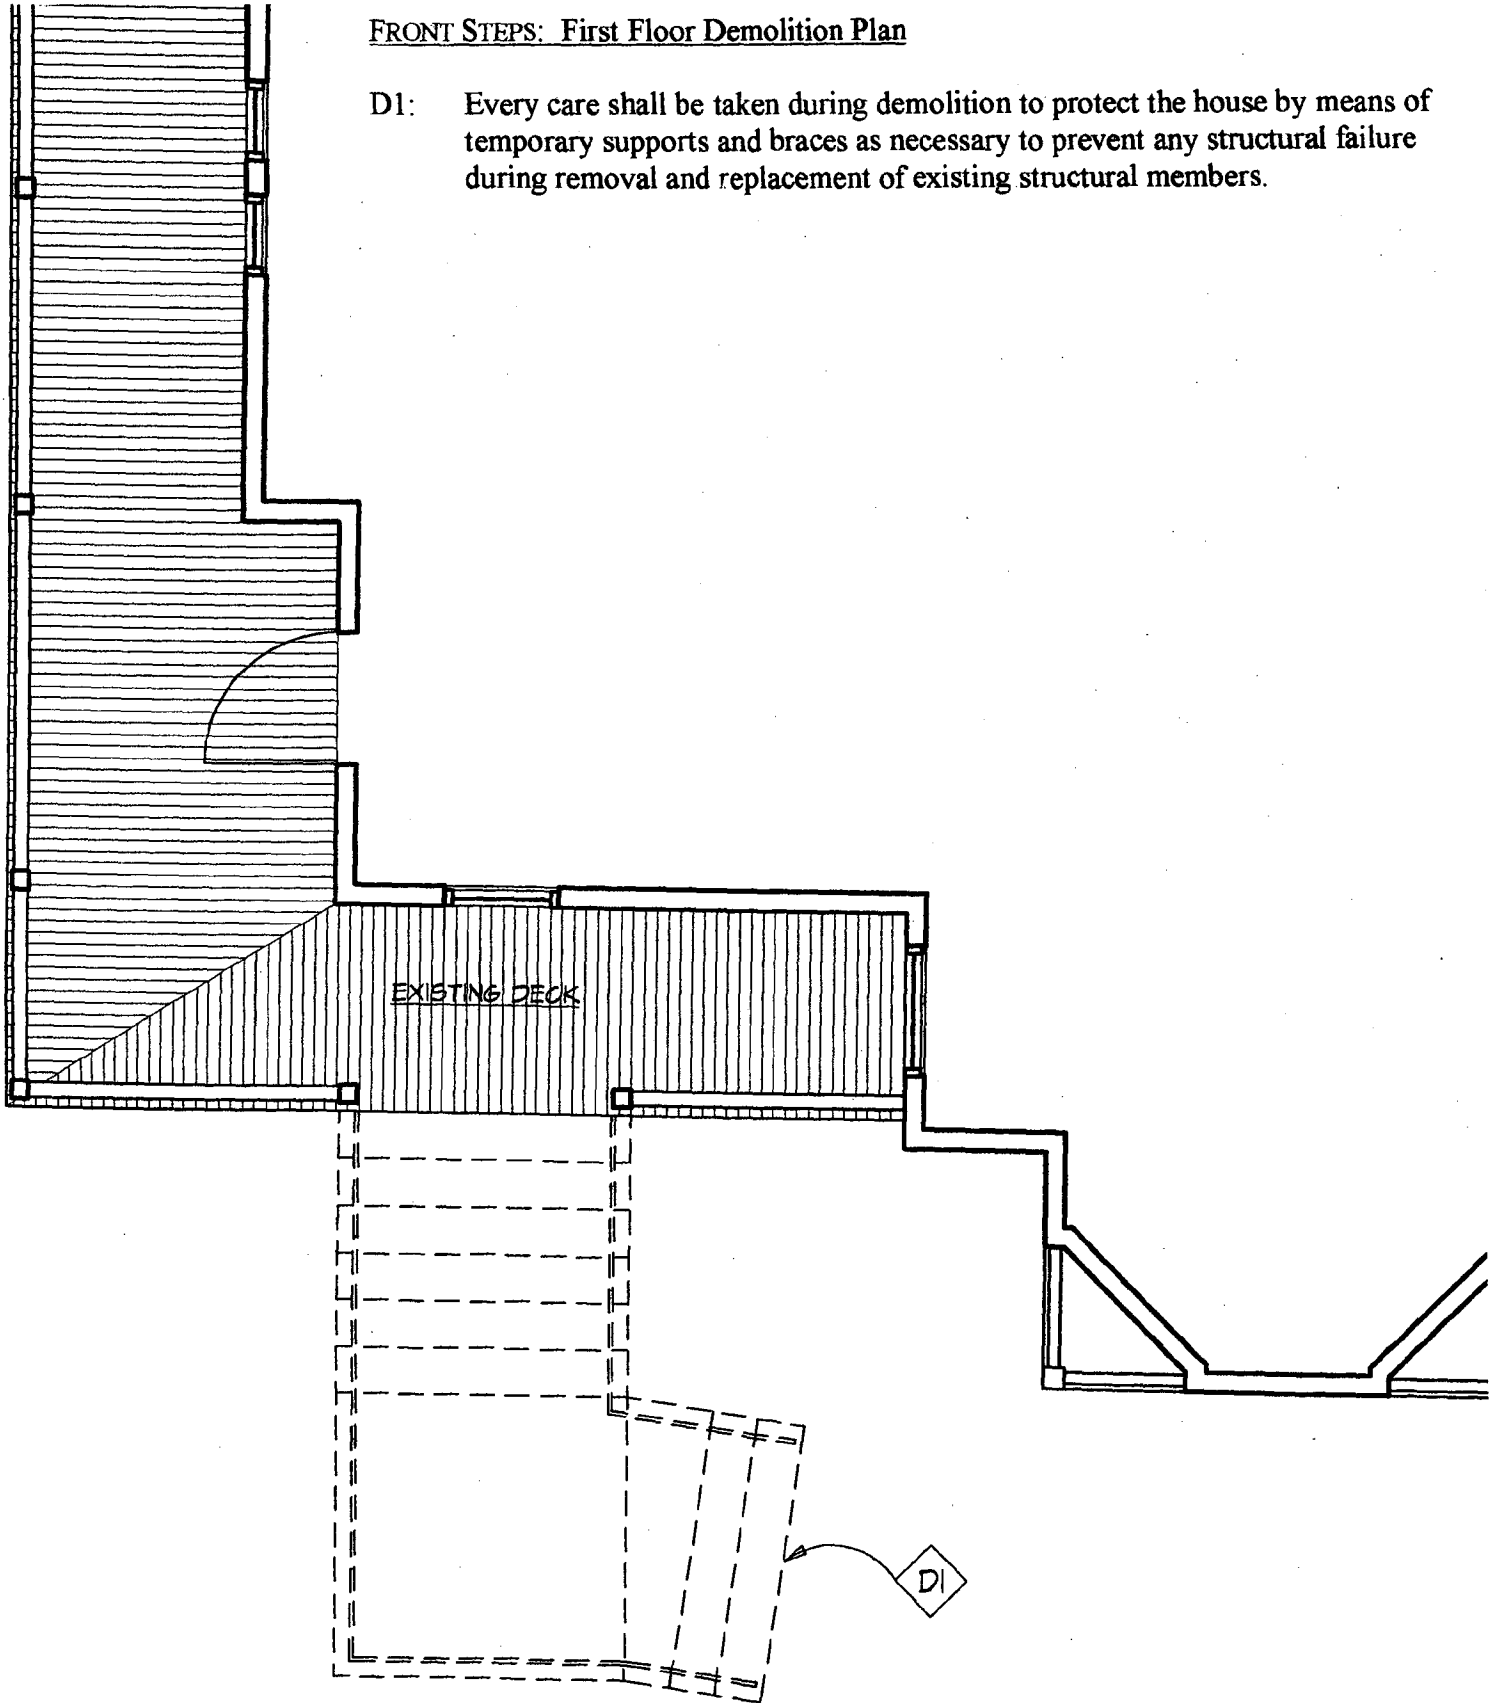 FRONT STEPS: First Floor Demolition Plan
D1: Every care shall be taken during demolition to protect the house by means of
temporary supports and braces as necessary to prevent any structural failure
during removal and replacement of existing structural members.
EXISTING DECK
D1